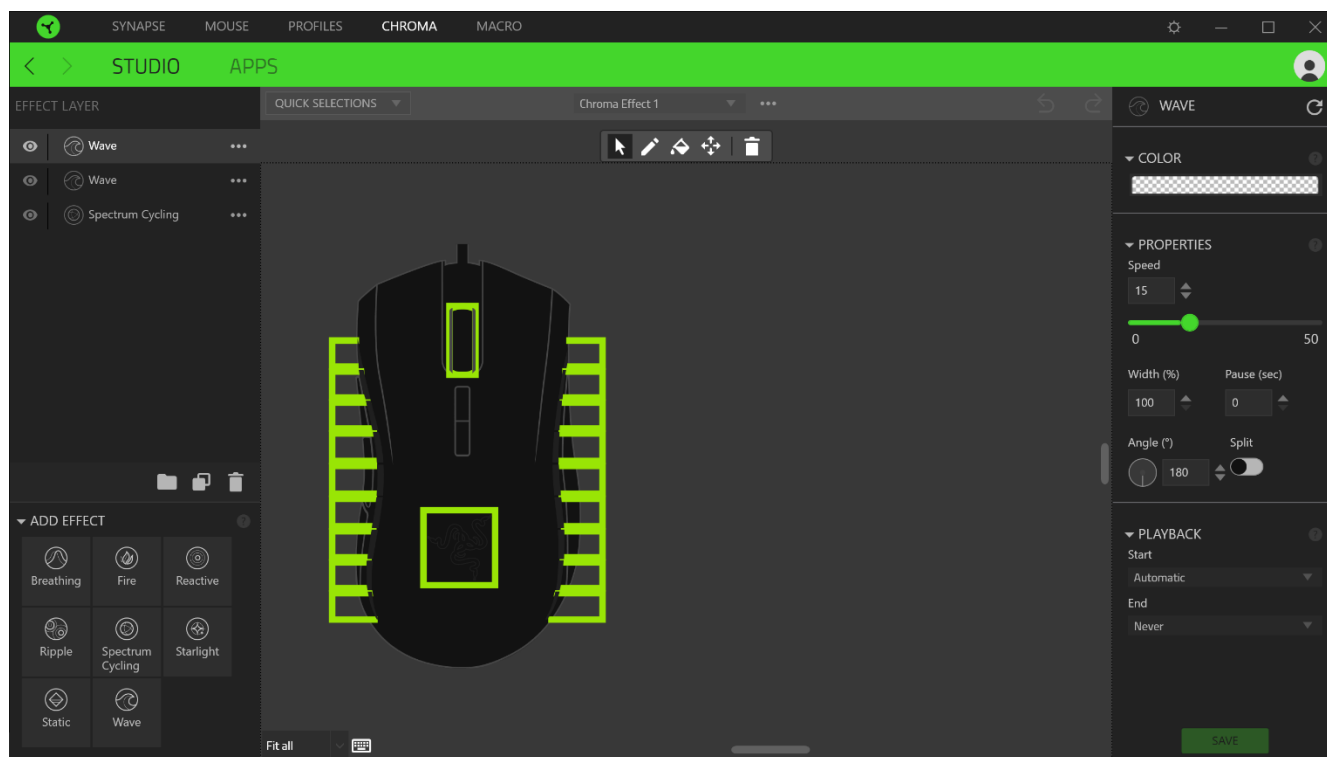 SYNAPSE MOUSE PROFILES CHROMA MACRO
STUDIO APPS
EFFECT LAYER
QUICK SELECTIONS
Chroma Effect 1
WAVE
Wave
Wave
Spectrum Cycling
COLOR
PROPERTIES
Speed
15
0 50
Width (%) Pause (sec)
100 0
Angle (°) Split
180
ADD EFFECT
Breathing Fire Reactive
Ripple Spectrum Cycling Starlight
Static Wave
PLAYBACK
Start
Automatic
End
Never
Fit all
SAVE